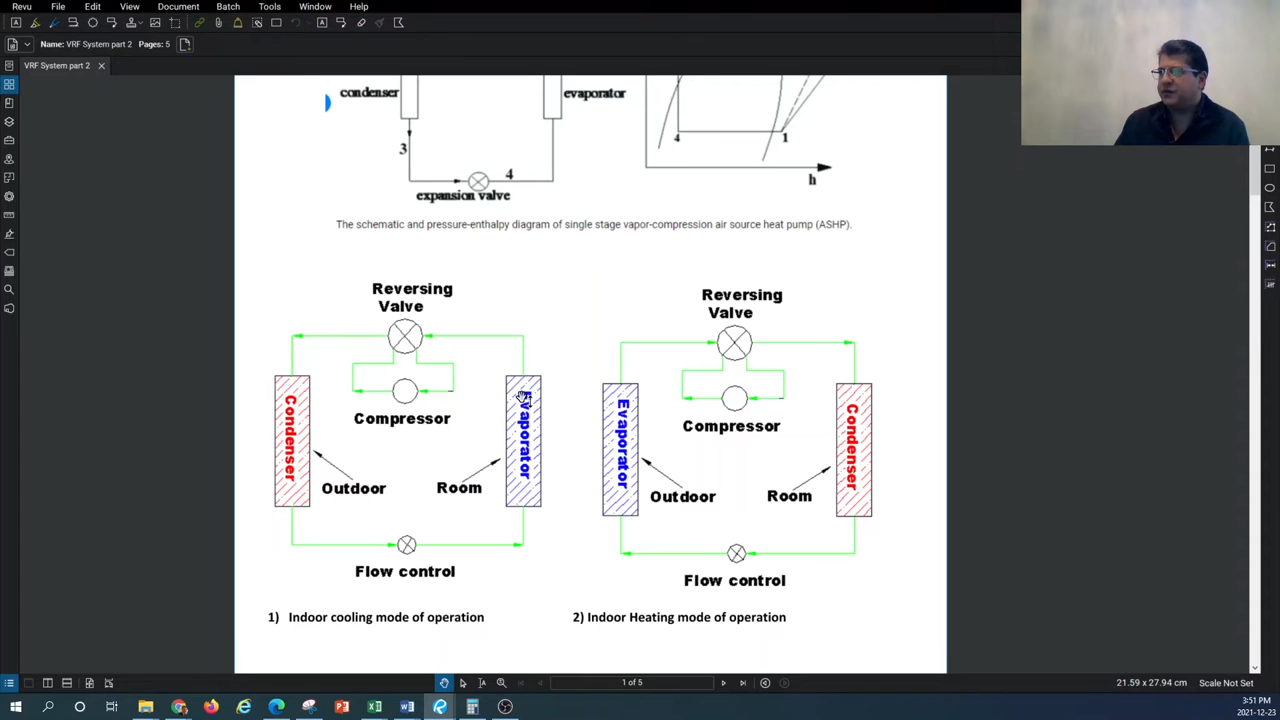 Revu File Edit View Document Batch Tools Window Help
Name: VRF System part 2 Pages: 5
VRF System part 2
condenser
evaporator
3
4
expansion valve
4
1
h
The schematic and pressure-enthalpy diagram of single stage vapor-compression air source heat pump (ASHP).
Reversing
Valve
Compressor
Condenser
Evaporator
Outdoor
Room
Flow control
1) Indoor cooling mode of operation
Reversing
Valve
Compressor
Evaporator
Condenser
Outdoor
Room
Flow control
2) Indoor Heating mode of operation
1 of 5
21.59 x 27.94 cm Scale Not Set
3:51 PM
2021-12-23